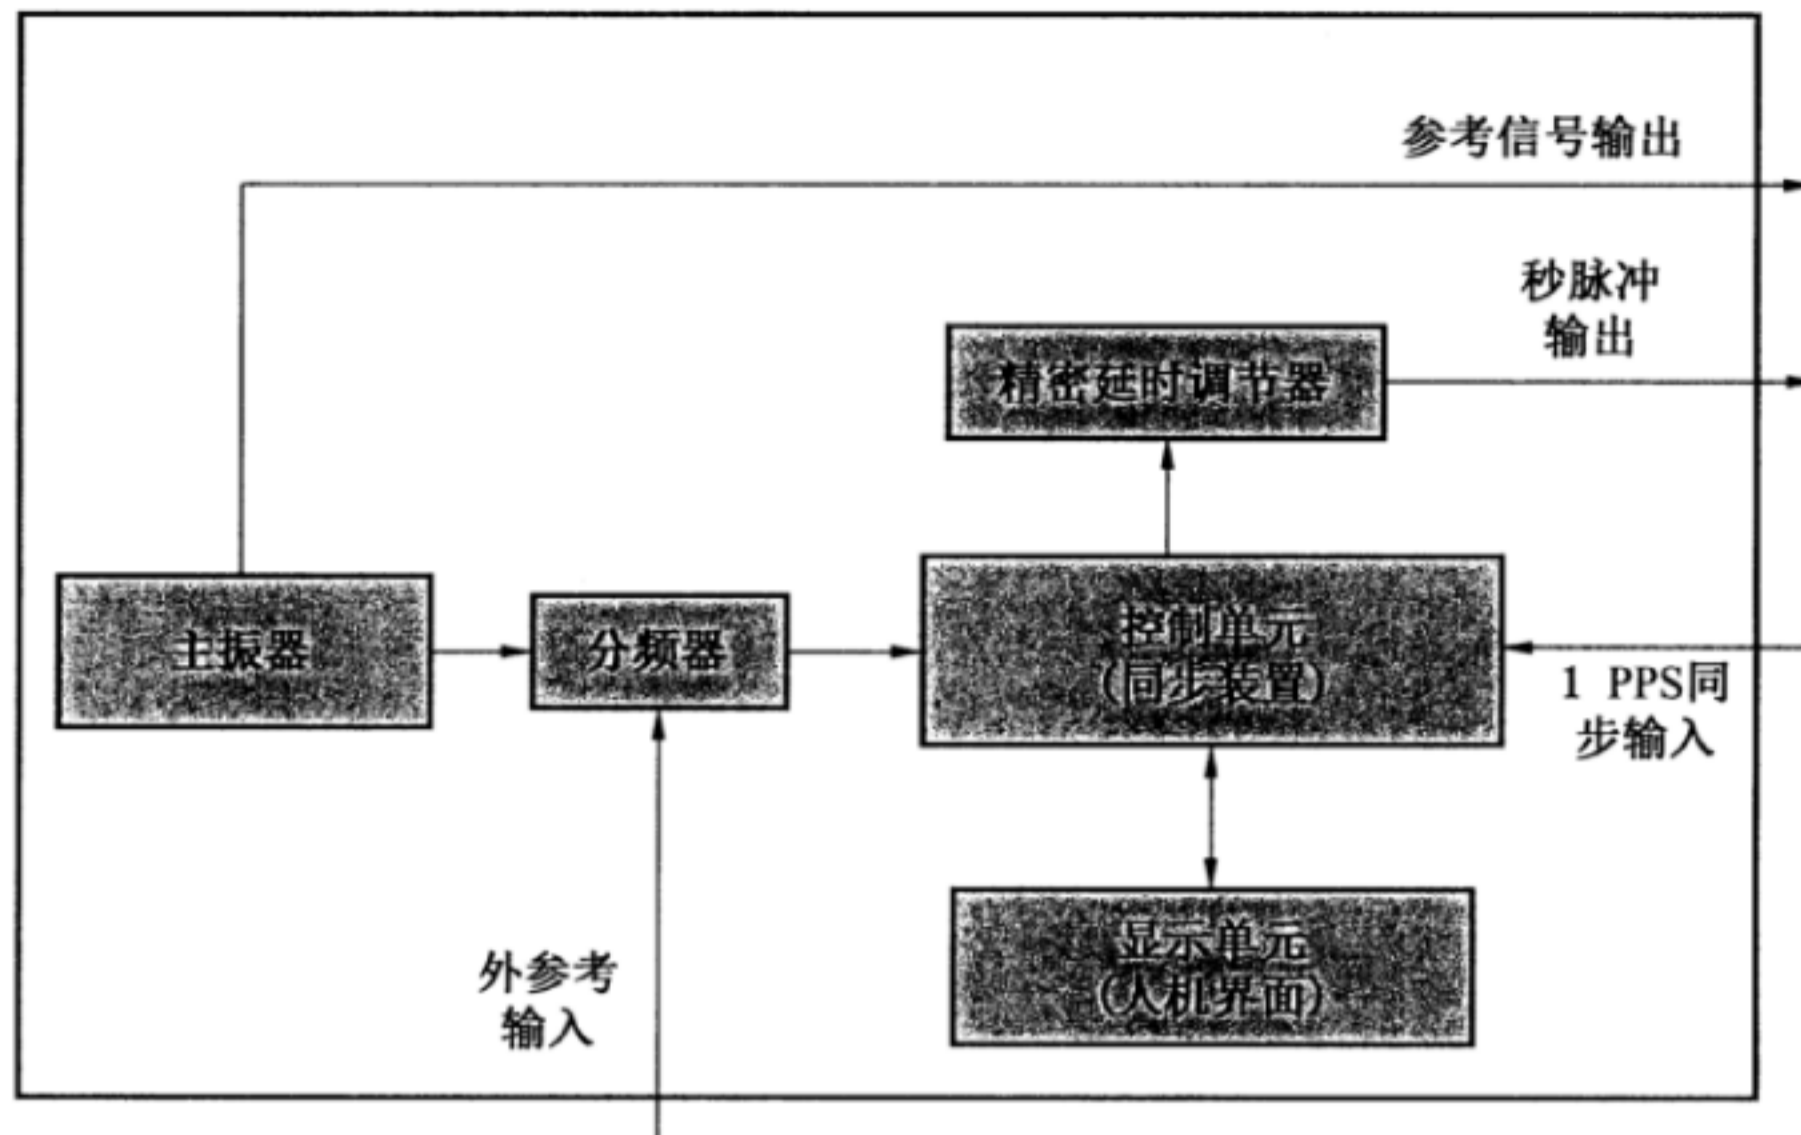 参考信号输出
秒脉冲
输出
精密延时调节器
主振器
分频器
控制单元
(同步装置)
1 PPS同
步输入
显示单元
(人机界面)
外参考
输入